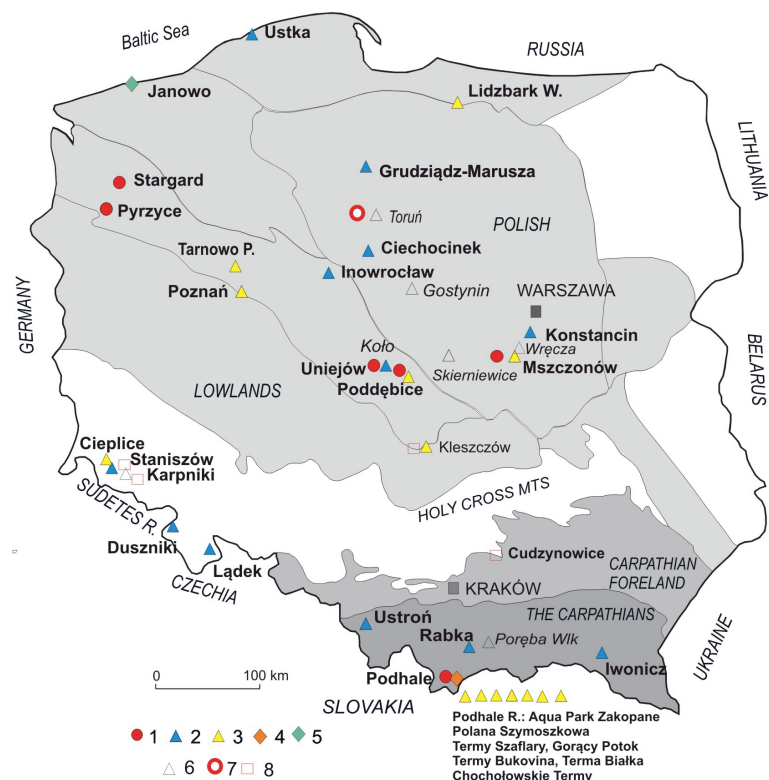 Baltic Sea
Ustka
RUSSIA
Janowo
Lidzbark W.
LITHUANIA
Grudziądz-Marusza
Stargard
Pyrzyce
Toruń
POLISH
Tarnowo P.
Ciechocinek
Inowrocław
Poznań
Gostynin
WARSZAWA
GERMANY
Konstancin
Koło
Wręcza
Uniejów
Skierniewice
Mszczonów
BELARUS
LOWLANDS
Poddębice
Cieplice
Kleszczów
Staniszów
Karpniki
HOLY CROSS MTS
SUDETES R.
Duszniki
Lądek
Cudzynowice
CZECHIA
CARPATHIAN
FORELAND
KRAKÓW
THE CARPATHIANS
Ustroń
Rabka
Poręba Wlk
UKRAINE
Iwonicz
Podhale
0 100 km
SLOVAKIA
Podhale R.: Aqua Park Zakopane
Polana Szymoszkowa
Termy Szaflary, Gorący Potok
Termy Bukovina, Terma Białka
Chochołowskie Termy
1 2 3 4 5
6 7 8